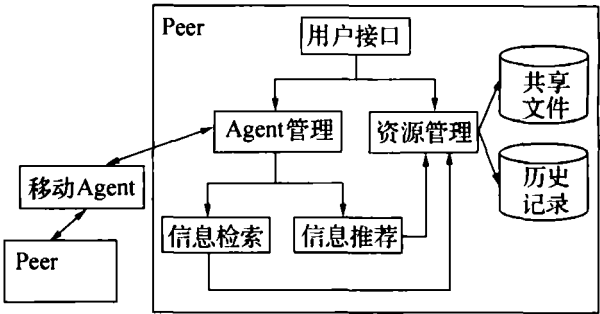 Peer
用户接口
共享
文件
Agent管理
资源管理
移动Agent
历史
记录
信息检索
信息推荐
Peer